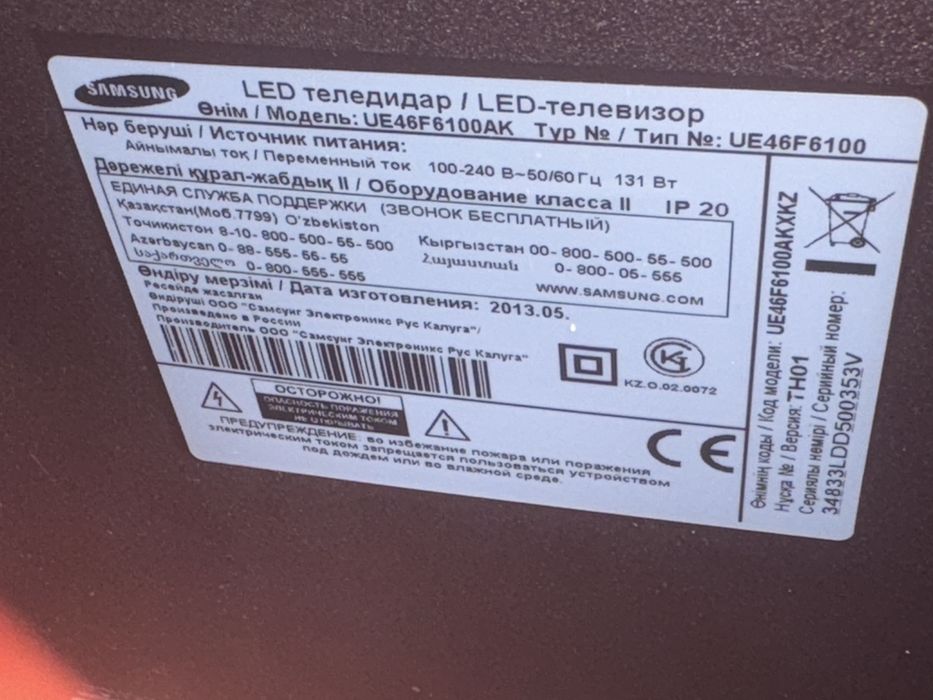 SAMSUNG
LED теледидар / LED-телевизор
Өнім / Модель: UE46F6100AK Түр № / Тип №: UE46F6100
Нәр беруші / Источник питания:
Айнымалы ток / Переменный ток 100-240 В~50/60Гц 131 Вт
Дәрежелі құрал-жабдық II / Оборудование класса II IP 20
ЕДИНАЯ СЛУЖБА ПОДДЕРЖКИ (ЗВОНОК БЕСПЛАТНЫЙ)
Қазақстан(Моб.7799) O'zbekiston
Точикистон 8-10-800-500-55-500
Кыргызстан 00-800-500-55-500
Azərbaycan 0-88-555-55-55
Հայաստան 0-800-05-555
საქართველო 0-800-555-555
WWW.SAMSUNG.COM
Өндіру мерзімі / Дата изготовления: 2013.05.
Ресейде жасалған
Өндіруші ООО "Самсунг Электроникс Рус Калуга"/
Произведено в России
Производитель ООО "Самсунг Электроникс Рус Калуга"
KZ.O.02.0072
ОСТОРОЖНО!
ОПАСНОСТЬ ПОРАЖЕНИЯ
ЭЛЕКТРИЧЕСКИМ ТОКОМ
НЕ ОТКРЫВАТЬ
ПРЕДУПРЕЖДЕНИЕ: во избежание пожара или поражения
электрическим током запрещается пользоваться устройством
под дождем или во влажной среде.
CE
Өнімнің коды / Код модели: UE46F6100AKXKZ
Нұсқа № / Версия: TH01
Сериялы нөмірі / Серийный номер:
34833LDD500353V